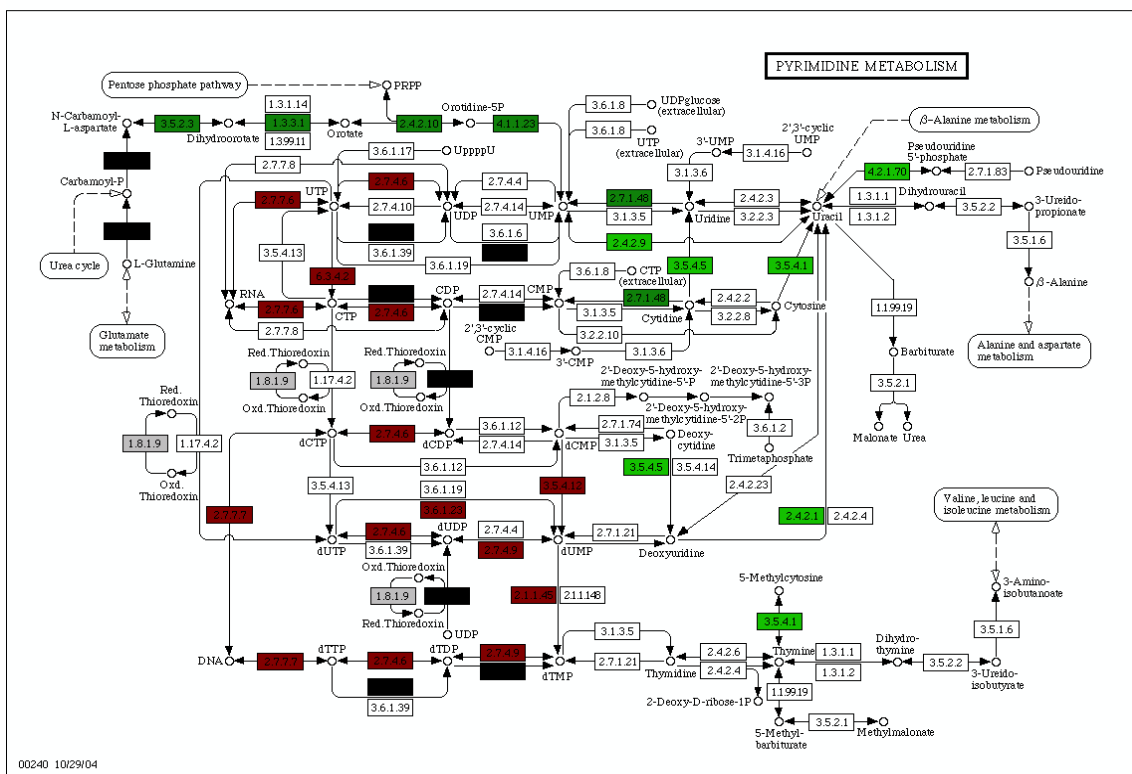 PYRIMIDINE METABOLISM
Pentose phosphate pathway
PRPP
N-Carbamoyl-
L-aspartate
3.5.2.3
Dihydroorotate
1.3.1.14
1.3.3.1
1.3.99.11
Orotate
2.4.2.10
Orotidine-5P
4.1.1.23
3.6.1.8
UDPglucose
(extracellular)
3.6.1.8
UTP
(extracellular)
3'-UMP
3.1.4.16
2',3'-cyclic
UMP
β-Alanine metabolism
Pseudouridine
5'-phosphate
4.2.1.70
2.7.1.83
Pseudouridine
Carbamoyl-P
Urea cycle
L-Glutamine
Glutamate
metabolism
2.7.7.8
3.6.1.17
UppppU
UTP
2.7.7.6
2.7.4.6
2.7.4.10
3.6.1.39
3.6.1.19
UDP
2.7.4.4
2.7.4.14
3.6.1.6
UMP
3.1.3.6
2.7.1.48
3.1.3.5
2.4.2.9
Uridine
2.4.2.3
3.2.2.3
Uracil
1.3.1.1
1.3.1.2
Dihydrouracil
3.5.2.2
3-Ureido-
propionate
3.5.1.6
β-Alanine
Alanine and aspartate
metabolism
3.5.4.13
6.3.4.2
3.5.4.5
3.5.4.1
RNA
2.7.7.6
2.7.7.8
CTP
2.7.4.6
CDP
2.7.4.14
CMP
3.6.1.8
CTP
(extracellular)
2.7.1.48
3.1.3.5
3.2.2.10
Cytidine
2.4.2.2
3.2.2.8
Cytosine
2',3'-cyclic
CMP
3.1.4.16
3'-CMP
3.1.3.6
1.1.99.19
Barbiturate
3.5.2.1
Malonate
Urea
Red.Thioredoxin
1.8.1.9
1.17.4.2
Oxd.Thioredoxin
Red.Thioredoxin
1.8.1.9
Oxd.Thioredoxin
Red.
Thioredoxin
1.8.1.9
1.17.4.2
Oxd.
Thioredoxin
2'-Deoxy-5-hydroxy-
methylcytidine-5'-P
2'-Deoxy-5-hydroxy-
methylcytidine-5'-3P
2.1.2.8
2'-Deoxy-5-hydroxy-
methylcytidine-5'-2P
3.6.1.2
Trimetaphosphate
dCTP
2.7.4.6
dCDP
3.6.1.12
2.7.4.14
3.6.1.12
dCMP
2.7.1.74
3.1.3.5
Deoxy-
cytidine
3.5.4.13
3.6.1.19
3.6.1.23
3.5.4.12
3.5.4.5
3.5.4.14
2.4.2.23
2.7.7.7
2.4.2.1
2.4.2.4
dUTP
2.7.4.6
3.6.1.39
dUDP
2.7.4.4
2.7.4.9
dUMP
2.7.1.21
Deoxyuridine
Valine, leucine and
isoleucine metabolism
Oxd.Thioredoxin
1.8.1.9
Red.Thioredoxin
UDP
2.1.1.45
2.1.1.148
5-Methylcytosine
3.5.4.1
3-Amino-
isobutanoate
3.5.1.6
DNA
2.7.7.7
dTTP
2.7.4.6
3.6.1.39
dTDP
2.7.4.9
dTMP
3.1.3.5
2.7.1.21
Thymidine
2.4.2.6
2.4.2.4
2-Deoxy-D-ribose-1P
Thymine
1.3.1.1
1.3.1.2
Dihydro-
thymine
3.5.2.2
3-Ureido-
isobutyrate
1.1.99.19
5-Methyl-
barbiturate
3.5.2.1
Methylmalonate
00240 10/29/04